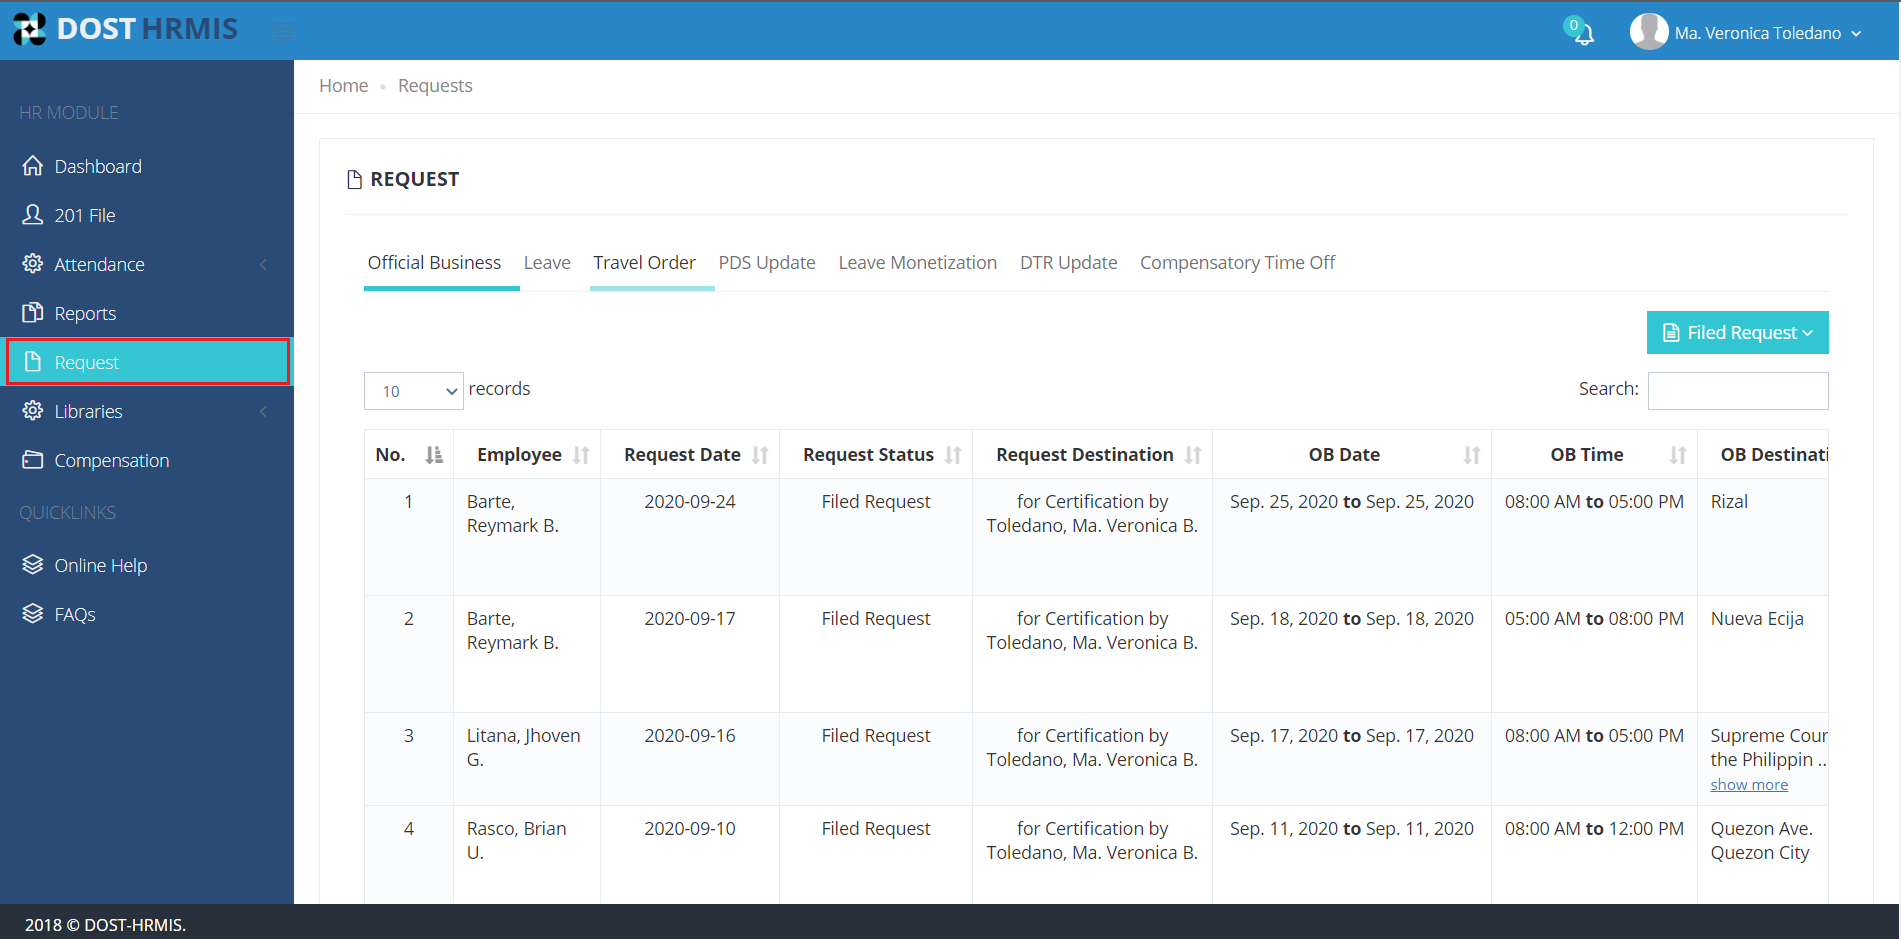 DOST HRMIS
0
Ma. Veronica Toledano
HR MODULE
Dashboard
201 File
Attendance
Reports
Request
Libraries
Compensation
QUICKLINKS
Online Help
FAQs
Home • Requests
REQUEST
Official Business Leave Travel Order PDS Update Leave Monetization DTR Update Compensatory Time Off
Filed Request
10 records
Search:
No. Employee Request Date Request Status Request Destination OB Date OB Time OB Destinati
1 Barte, 2020-09-24 Filed Request for Certification by Sep. 25, 2020 to Sep. 25, 2020 08:00 AM to 05:00 PM Rizal
Reymark B. Toledano, Ma. Veronica B.
2 Barte, 2020-09-17 Filed Request for Certification by Sep. 18, 2020 to Sep. 18, 2020 05:00 AM to 08:00 PM Nueva Ecija
Reymark B. Toledano, Ma. Veronica B.
3 Litana, Jhoven 2020-09-16 Filed Request for Certification by Sep. 17, 2020 to Sep. 17, 2020 08:00 AM to 05:00 PM Supreme Cour
G. Toledano, Ma. Veronica B. the Philippin ..
show more
4 Rasco, Brian 2020-09-10 Filed Request for Certification by Sep. 11, 2020 to Sep. 11, 2020 08:00 AM to 12:00 PM Quezon Ave.
U. Toledano, Ma. Veronica B. Quezon City
2018 © DOST-HRMIS.